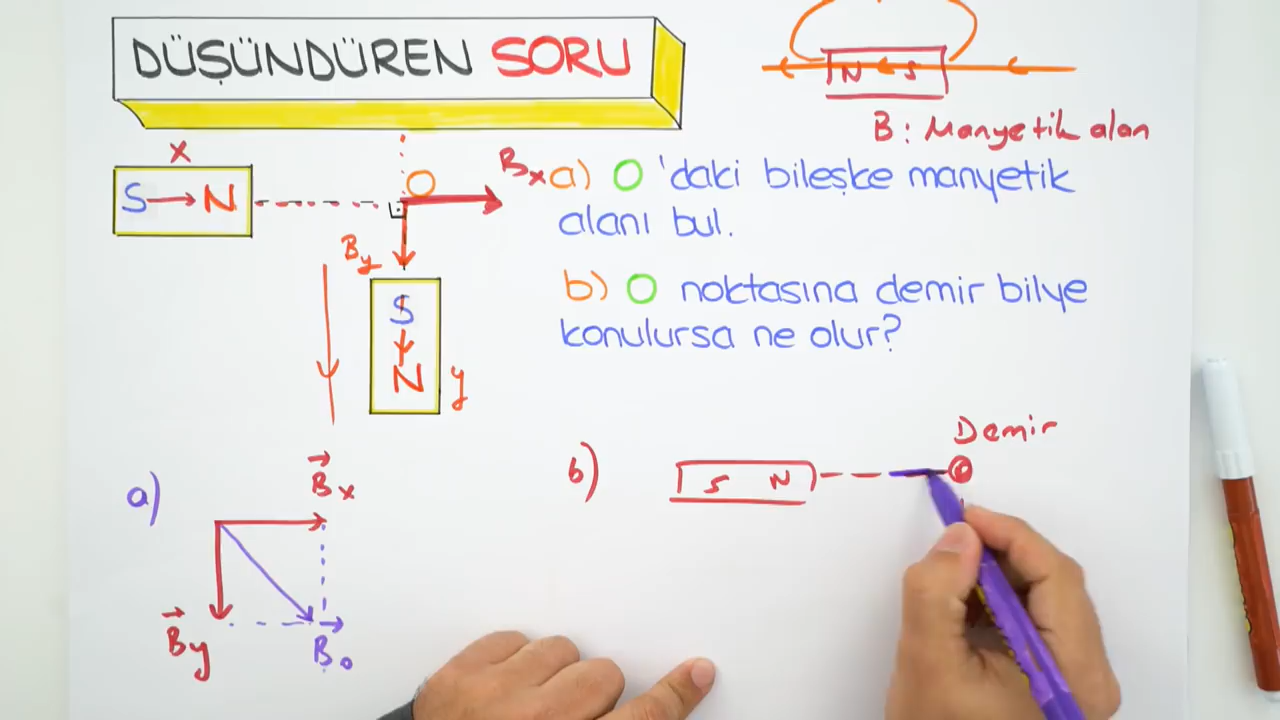 DÜŞÜNDÜREN SORU
N S
B : Manyetik alan
X
S N
O
Bx
a) O 'daki bileşke manyetik
alanı bul.
By
S
N
y
b) O noktasına demir bilye
konulursa ne olur?
a)
Bx
By
Bo
b)
S N
Demir